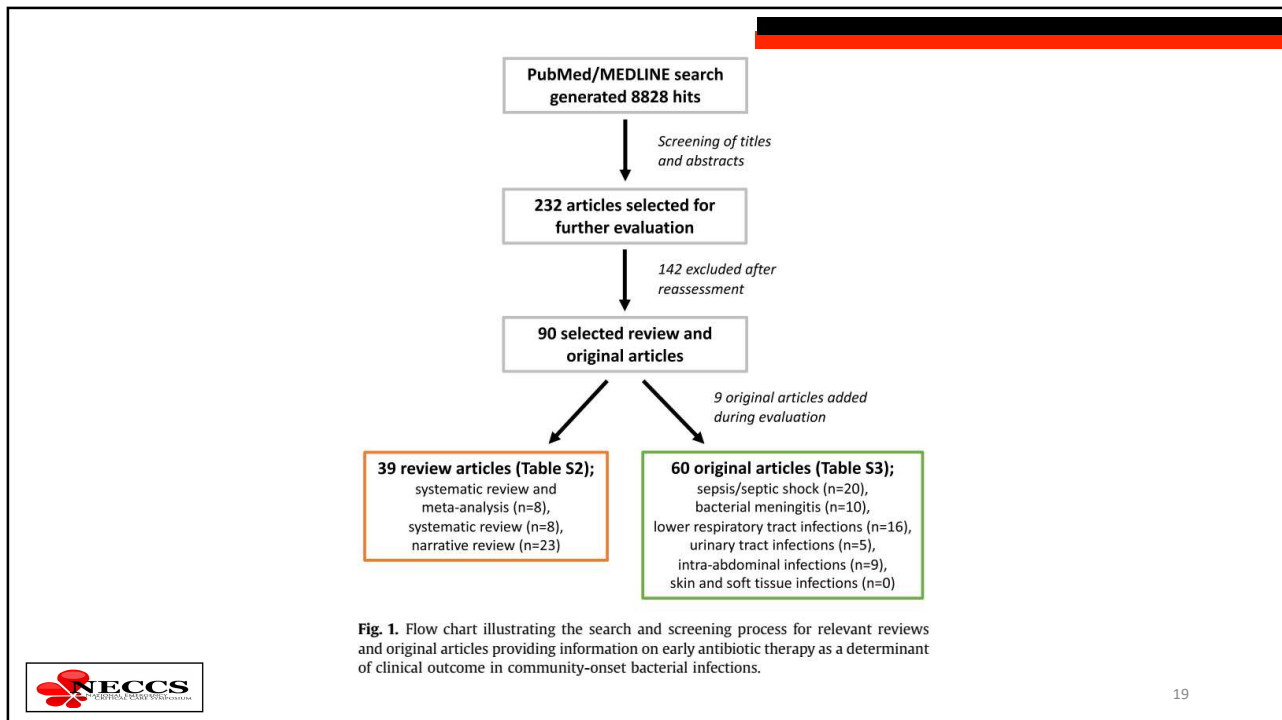 PubMed/MEDLINE search
generated 8828 hits
Screening of titles
and abstracts
232 articles selected for
further evaluation
142 excluded after
reassessment
90 selected review and
original articles
9 original articles added
during evaluation
39 review articles (Table S2);
systematic review and
meta-analysis (n=8),
systematic review (n=8),
narrative review (n=23)
60 original articles (Table S3);
sepsis/septic shock (n=20),
bacterial meningitis (n=10),
lower respiratory tract infections (n=16),
urinary tract infections (n=5),
intra-abdominal infections (n=9),
skin and soft tissue infections (n=0)
Fig. 1. Flow chart illustrating the search and screening process for relevant reviews
and original articles providing information on early antibiotic therapy as a determinant
of clinical outcome in community-onset bacterial infections.
NECCS
NATIONAL EMERGENCY
CRITICAL CARE SYMPOSIUM
19